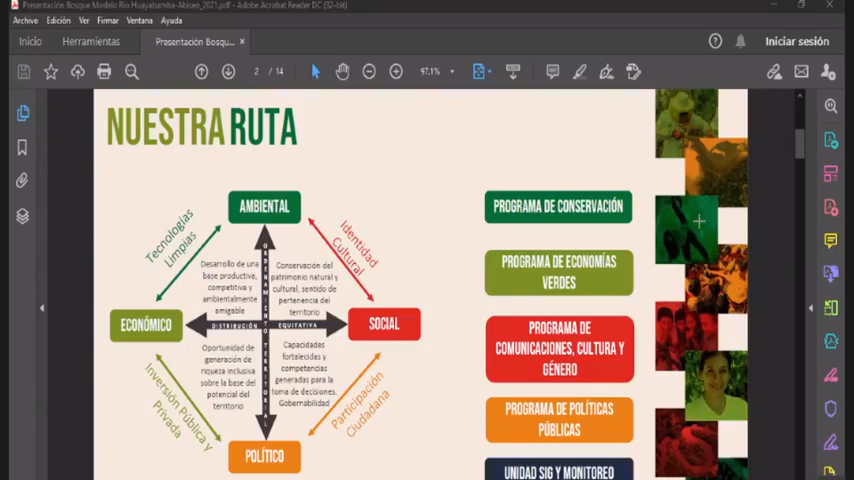 Presentación Bosque Modelo Río Huayabamba-Abiseo_2021.pdf - Adobe Acrobat Reader DC (32-bit)
Archivo Edición Ver Firmar Ventana Ayuda
Inicio Herramientas Presentación Bosqu... × Iniciar sesión
2 / 14 97.1%
NUESTRA RUTA
AMBIENTAL
Tecnologías
Limpias
Identidad
Cultural
Desarrollo de una
base productiva,
competitiva y
ambientalmente
amigable
Conservación del
patrimonio natural y
cultural, sentido de
pertenencia del
territorio
ECONÓMICO
DISTRIBUCIÓN EQUITATIVA
ORDENAMIENTO TERRITORIAL
SOCIAL
Oportunidad de
generación de
riqueza inclusiva
sobre la base del
potencial del
territorio
Capacidades
fortalecidas y
competencias
generadas para la
toma de decisiones.
Gobernabilidad
Inversión Pública y
Privada
Participación
Ciudadana
POLÍTICO
PROGRAMA DE CONSERVACIÓN
PROGRAMA DE ECONOMÍAS
VERDES
PROGRAMA DE
COMUNICACIONES, CULTURA Y
GÉNERO
PROGRAMA DE POLÍTICAS
PÚBLICAS
UNIDAD SIG Y MONITOREO